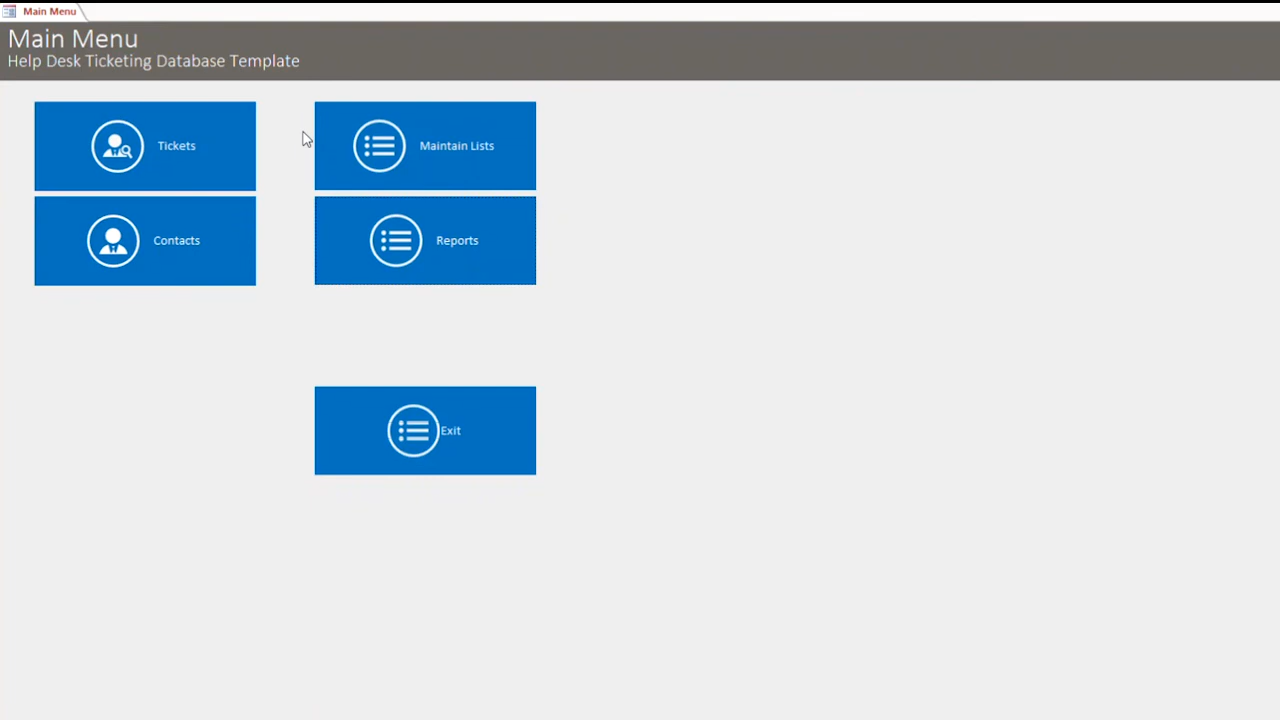 Main Menu
Main Menu
Help Desk Ticketing Database Template
Tickets
Maintain Lists
Contacts
Reports
Exit